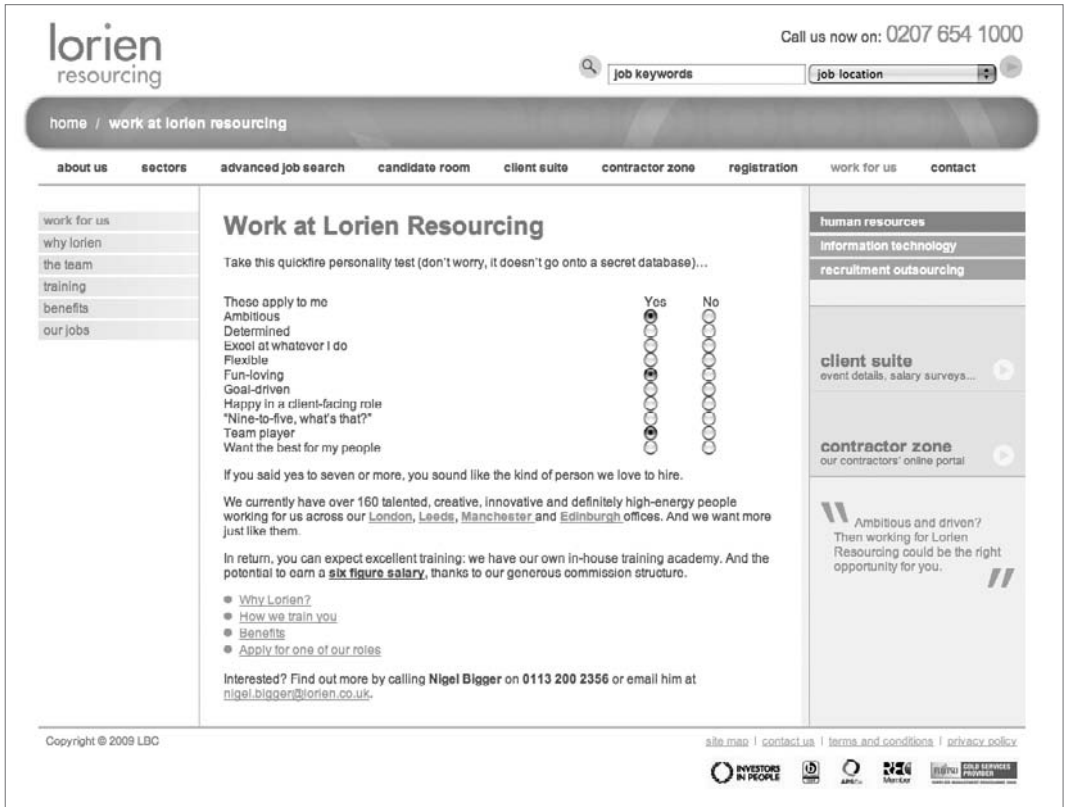 lorien
resourcing
Call us now on: 0207 654 1000
job keywords
job location
home / work at lorien resourcing
about us sectors advanced job search candidate room client suite contractor zone registration work for us contact
work for us
why lorien
the team
training
benefits
our jobs
Work at Lorien Resourcing
Take this quickfire personality test (don't worry, it doesn't go onto a secret database)...
These apply to me Yes No
Ambitious
Determined
Excel at whatever I do
Flexible
Fun-loving
Goal-driven
Happy in a client-facing role
"Nine-to-five, what's that?"
Team player
Want the best for my people
If you said yes to seven or more, you sound like the kind of person we love to hire.
We currently have over 160 talented, creative, innovative and definitely high-energy people
working for us across our London, Leeds, Manchester and Edinburgh offices. And we want more
just like them.
In return, you can expect excellent training: we have our own in-house training academy. And the
potential to earn a six figure salary, thanks to our generous commission structure.
Why Lorien?
How we train you
Benefits
Apply for one of our roles
Interested? Find out more by calling Nigel Bigger on 0113 200 2356 or email him at
nigel.bigger@lorien.co.uk.
human resources
information technology
recruitment outsourcing
client suite
event details, salary surveys...
contractor zone
our contractors' online portal
Ambitious and driven?
Then working for Lorien
Resourcing could be the right
opportunity for you.
Copyright © 2009 LBC
site map | contact us | terms and conditions | privacy policy
INVESTORS
IN PEOPLE
APSCo
REC
Member
FUJITSU GOLD SERVICES
PROVIDER